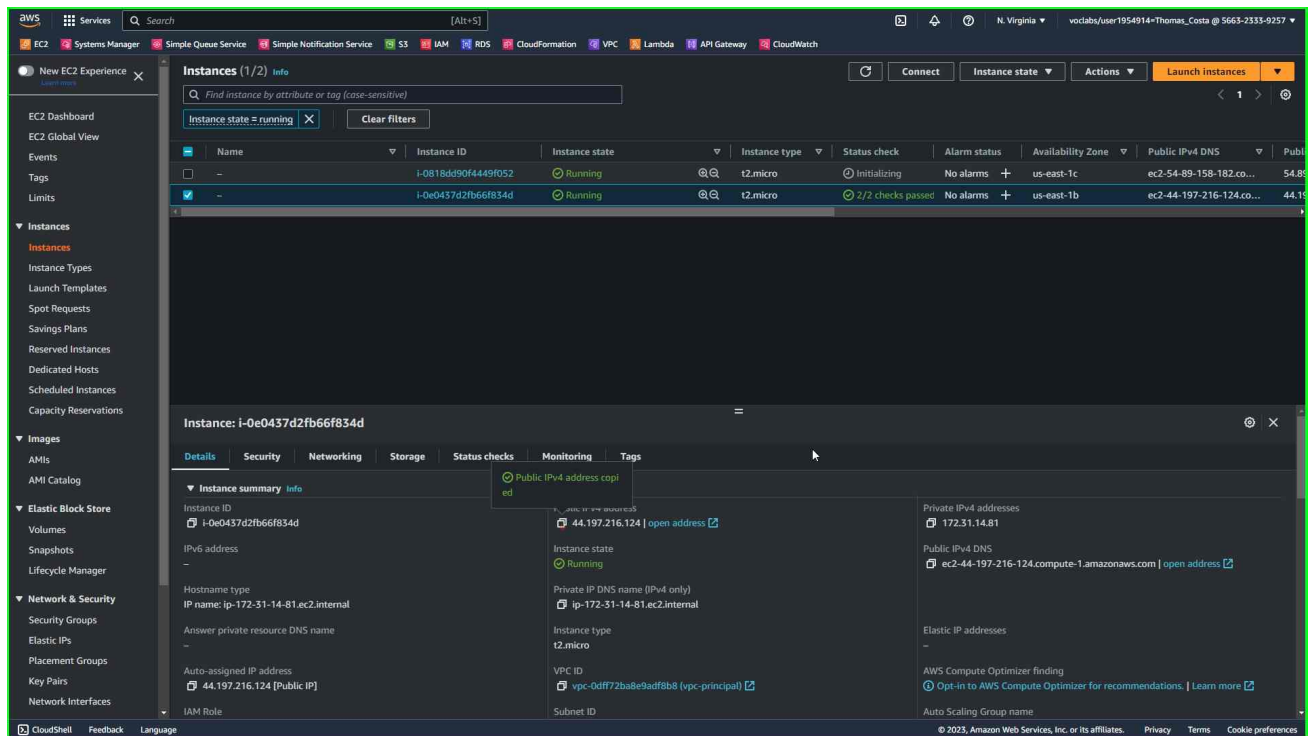 aws Services Search [Alt+S] N. Virginia voclabs/user1954914=Thomas_Costa @ 5663-2333-9257
EC2 Systems Manager Simple Queue Service Simple Notification Service S3 IAM RDS CloudFormation VPC Lambda API Gateway CloudWatch
New EC2 Experience
Learn more
EC2 Dashboard
EC2 Global View
Events
Tags
Limits
Instances
Instances
Instance Types
Launch Templates
Spot Requests
Savings Plans
Reserved Instances
Dedicated Hosts
Scheduled Instances
Capacity Reservations
Images
AMIs
AMI Catalog
Elastic Block Store
Volumes
Snapshots
Lifecycle Manager
Network & Security
Security Groups
Elastic IPs
Placement Groups
Key Pairs
Network Interfaces
Instances (1/2) Info Connect Instance state Actions Launch instances
Find instance by attribute or tag (case-sensitive) 1
Instance state = running Clear filters
Name Instance ID Instance state Instance type Status check Alarm status Availability Zone Public IPv4 DNS Publ
– i-0818dd90f4449f052 Running t2.micro Initializing No alarms + us-east-1c ec2-54-89-158-182.co... 54.89
– i-0e0437d2fb66f834d Running t2.micro 2/2 checks passed No alarms + us-east-1b ec2-44-197-216-124.co... 44.19
Instance: i-0e0437d2fb66f834d
Details Security Networking Storage Status checks Monitoring Tags
Public IPv4 address copi
ed
Instance summary Info
Instance ID
i-0e0437d2fb66f834d
Public IPv4 address
44.197.216.124 | open address
Private IPv4 addresses
172.31.14.81
IPv6 address
–
Instance state
Running
Public IPv4 DNS
ec2-44-197-216-124.compute-1.amazonaws.com | open address
Hostname type
IP name: ip-172-31-14-81.ec2.internal
Private IP DNS name (IPv4 only)
ip-172-31-14-81.ec2.internal
Answer private resource DNS name
–
Instance type
t2.micro
Elastic IP addresses
–
Auto-assigned IP address
44.197.216.124 [Public IP]
VPC ID
vpc-0dff72ba8e9adf8b8 (vpc-principal)
AWS Compute Optimizer finding
Opt-in to AWS Compute Optimizer for recommendations. | Learn more
IAM Role
Subnet ID
Auto Scaling Group name
CloudShell Feedback Language © 2023, Amazon Web Services, Inc. or its affiliates. Privacy Terms Cookie preferences